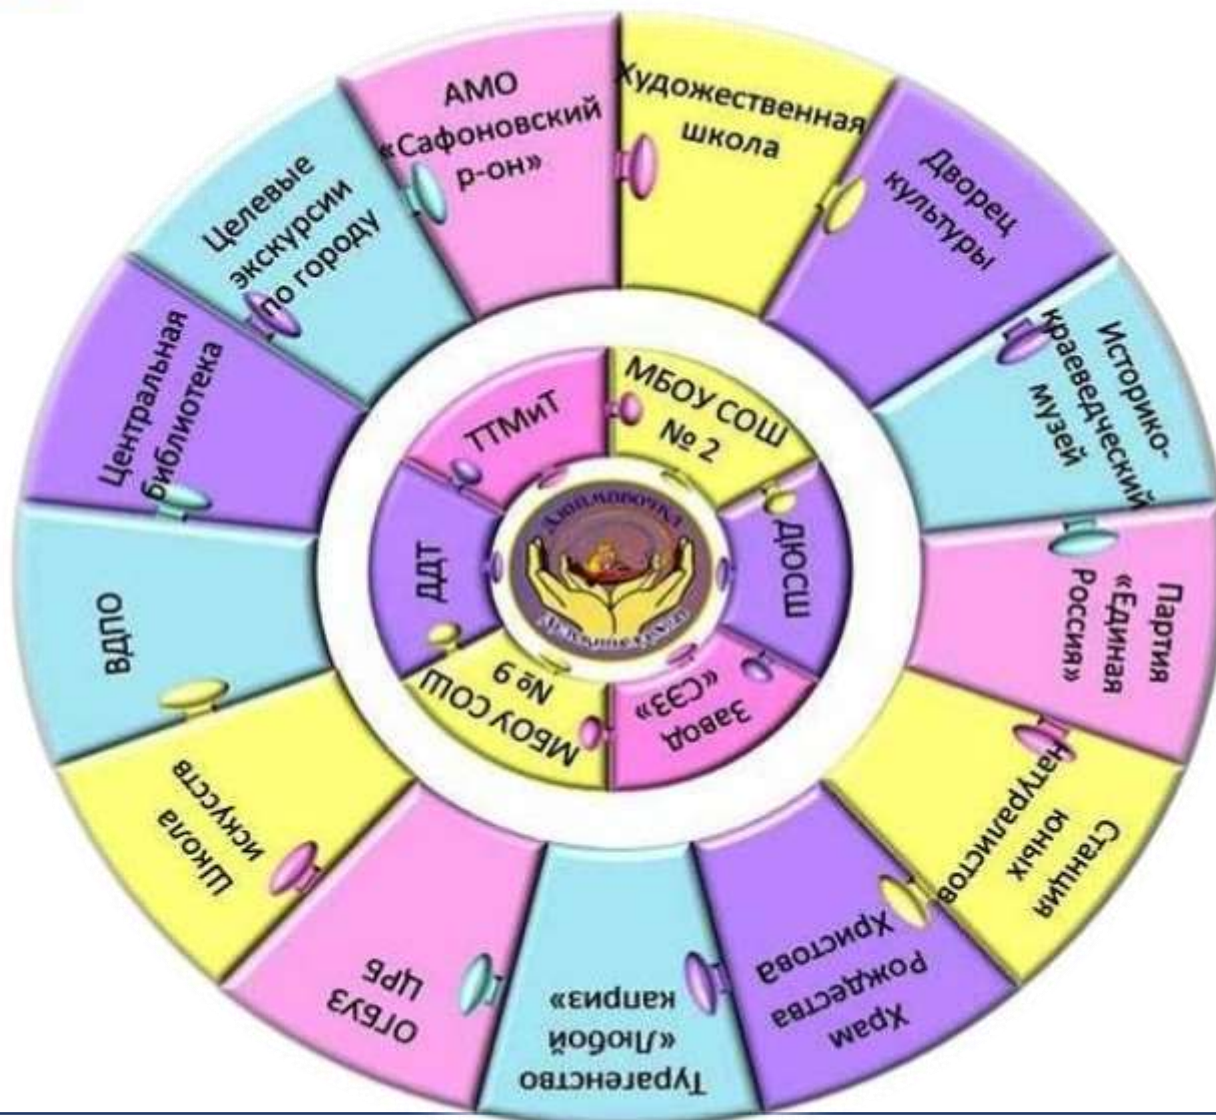 АМО
«Сафоновский
р-он»
Художественная
школа
Дворец
культуры
Историко-
краеведческий
музей
Партия
«Единая
Россия»
Станция
юных
натуралистов
Храм
Рождества
Христова
Турагенство
«Любой
каприз»
ОГБУЗ
ЦРБ
Школа
искусств
ВДПО
Центральная
библиотека
Целевые
экскурсии
по городу
ТТМиТ
МБОУ СОШ
№ 2
ДЮСШ
Завод
«СЭЗ»
МБОУ СОШ
№ 9
ДДТ
Дюймовочка